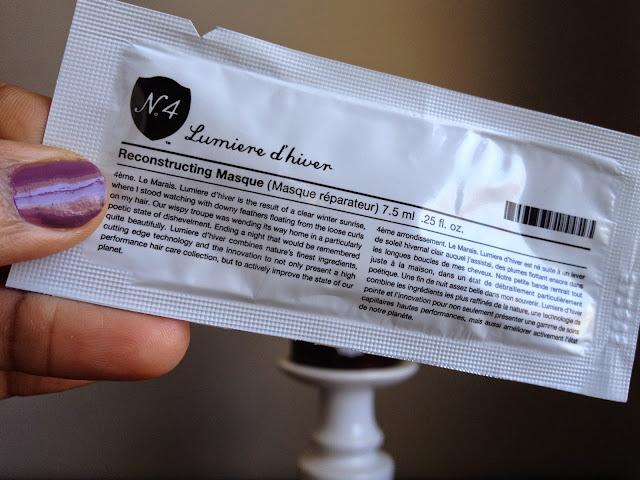 N.o 4
TM
Lumiere d'hiver
Reconstructing Masque (Masque réparateur) 7.5 ml .25 fl. oz.
4ème. Le Marais. Lumiere d'hiver is the result of a clear winter sunrise,
where I stood watching with downy feathers floating from the loose curls
on my hair. Our wispy troupe was wending its way home in a particularly
poetic state of dishevelment. Ending a night that would be remembered
quite beautifully. Lumiere d'hiver combines nature's finest ingredients,
cutting edge technology and the innovation to not only present a high
performance hair care collection, but to actively improve the state of our
planet.
4ème arrondissement. Le Marais. Lumiere d'hiver est né suite à un lever
de soleil hivernal clair auquel j'assistai, des plumes flottant encore dans
les longues boucles de mes cheveux. Notre petite bande rentrait tout
juste à la maison, dans un état de débraillement particulièrement
poétique. Une fin de nuit assez belle dans mon souvenir. Lumiere d'hiver
combine les ingrédients les plus raffinés de la nature, une technologie de
pointe et l'innovation pour non seulement présenter une gamme de soins
capillaires hautes performances, mais aussi améliorer activement l'état
de notre planète.